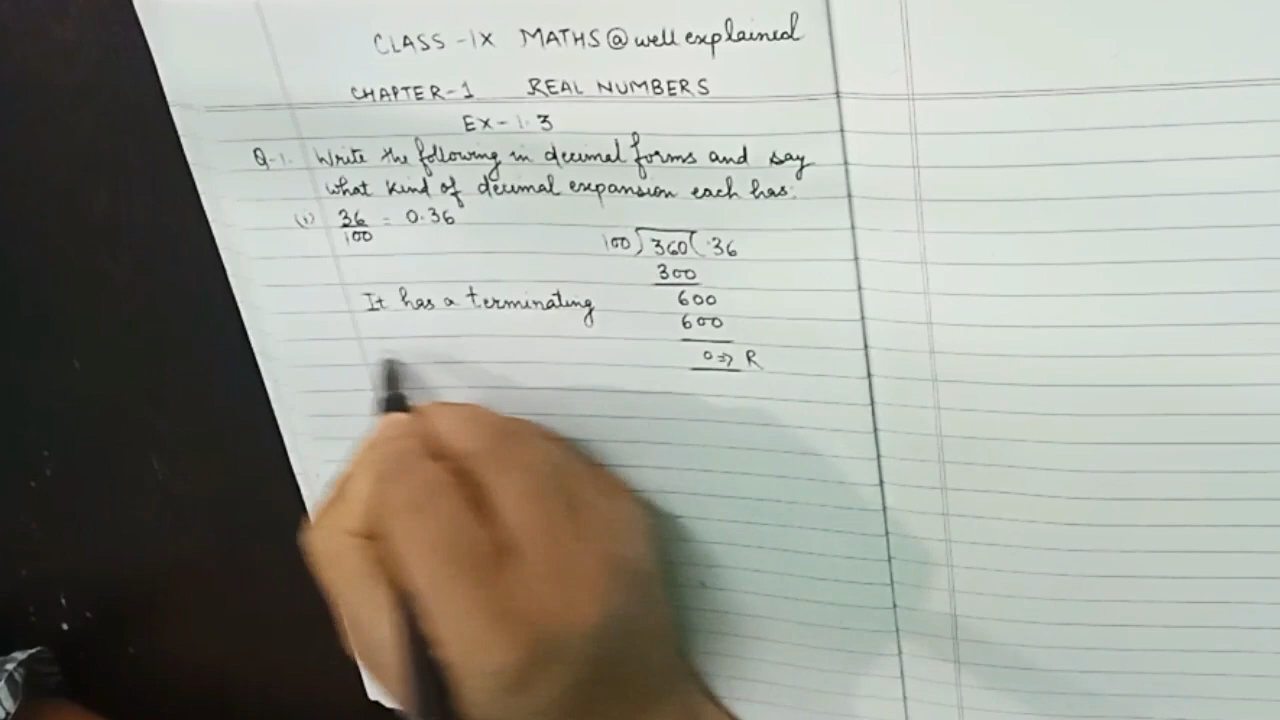 CLASS-IX MATHS@well explained
CHAPTER-1 REAL NUMBERS
EX-1.3
Q-1. Write the following in decimal forms and say
what kind of decimal expansion each has:
(i) 36/100 = 0.36
100)360(.36
300
600
600
0⇒ R
It has a terminating